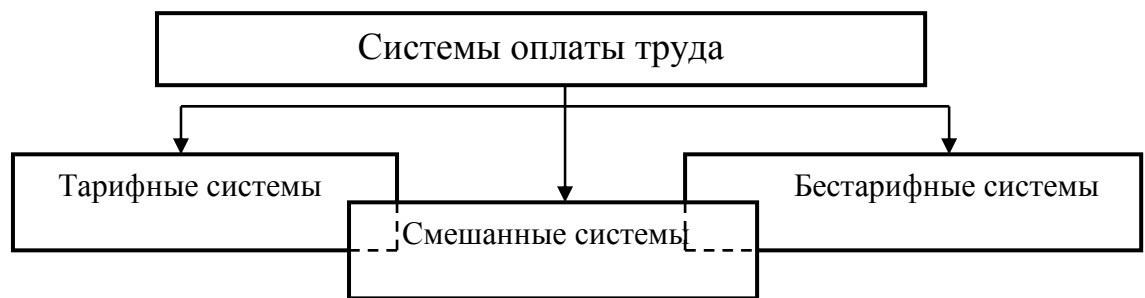 Системы оплаты труда
Тарифные системы
Бестарифные системы
Смешанные системы